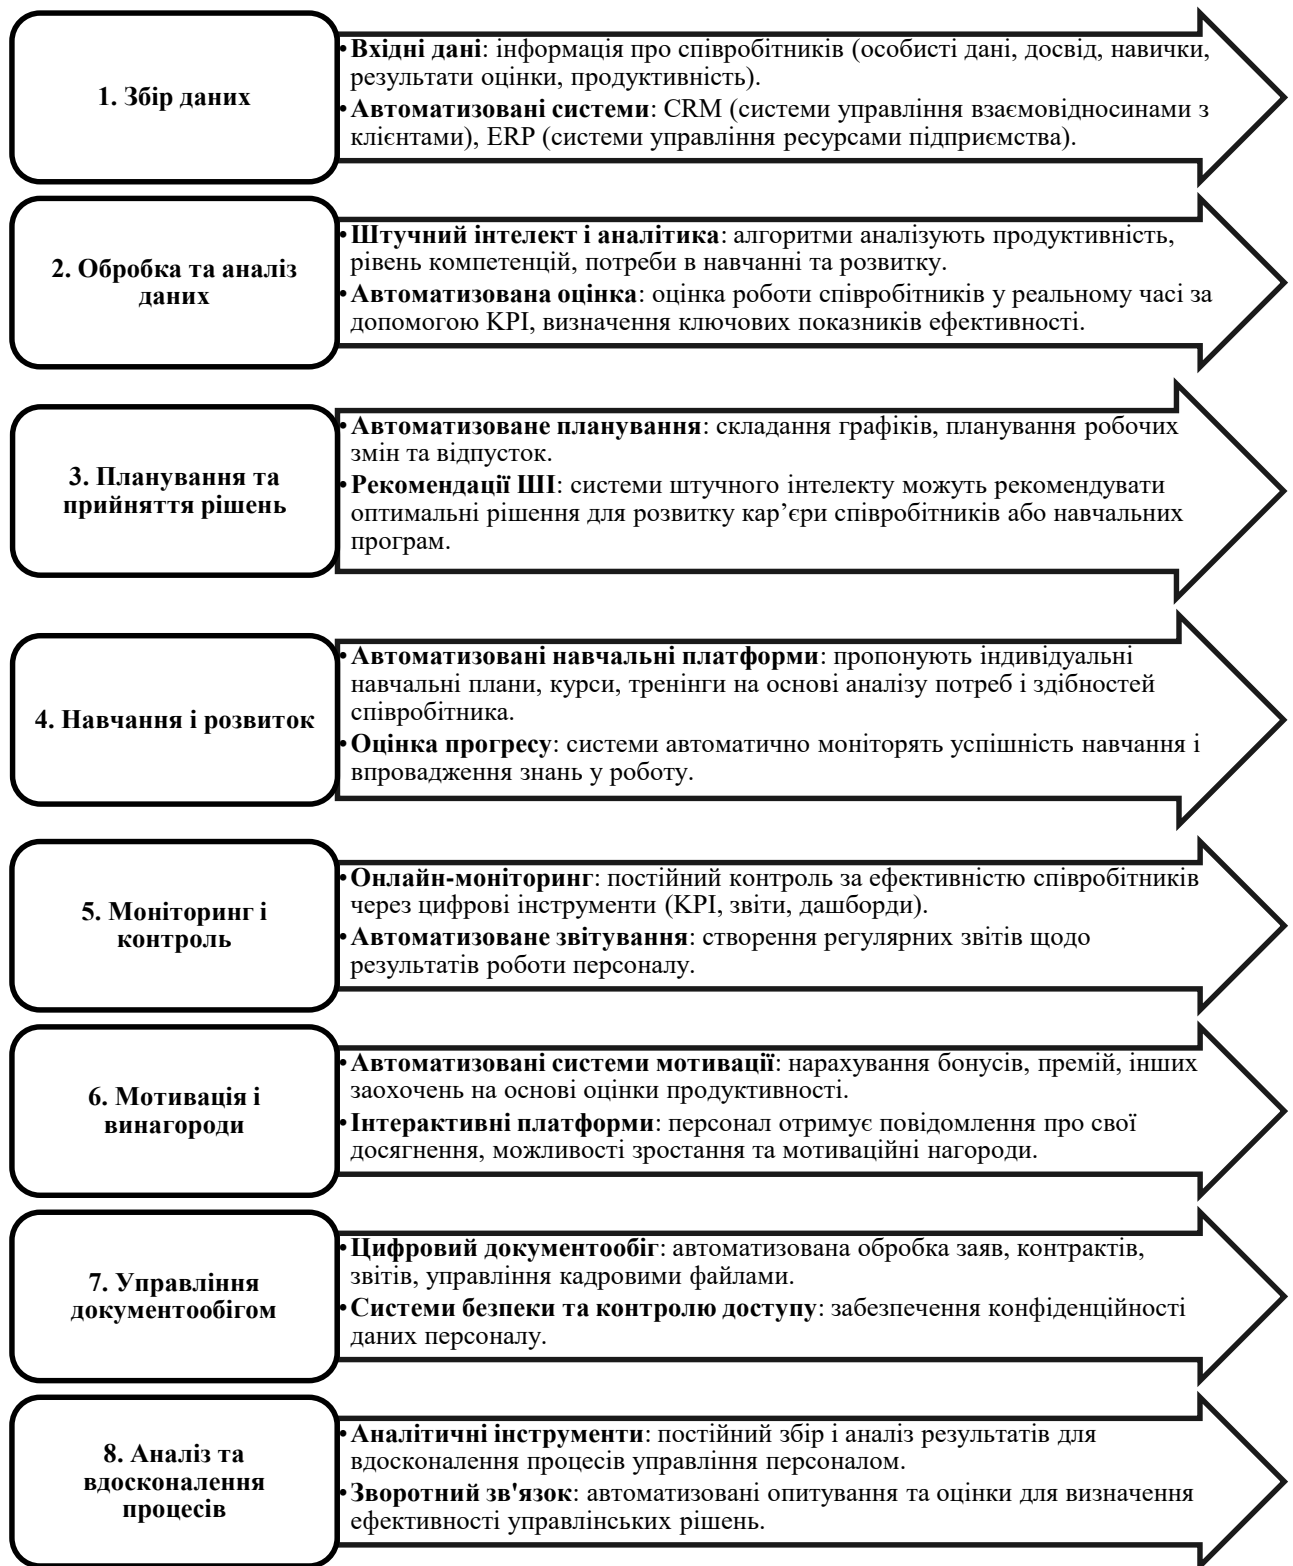 1. Збір даних
• Вхідні дані: інформація про співробітників (особисті дані, досвід, навички,
результати оцінки, продуктивність).
• Автоматизовані системи: CRM (системи управління взаємовідносинами з
клієнтами), ERP (системи управління ресурсами підприємства).
2. Обробка та аналіз
даних
• Штучний інтелект і аналітика: алгоритми аналізують продуктивність,
рівень компетенцій, потреби в навчанні та розвитку.
• Автоматизована оцінка: оцінка роботи співробітників у реальному часі за
допомогою KPI, визначення ключових показників ефективності.
3. Планування та
прийняття рішень
• Автоматизоване планування: складання графіків, планування робочих
змін та відпусток.
• Рекомендації ШІ: системи штучного інтелекту можуть рекомендувати
оптимальні рішення для розвитку кар’єри співробітників або навчальних
програм.
4. Навчання і розвиток
• Автоматизовані навчальні платформи: пропонують індивідуальні
навчальні плани, курси, тренінги на основі аналізу потреб і здібностей
співробітника.
• Оцінка прогресу: системи автоматично моніторять успішність навчання і
впровадження знань у роботу.
5. Моніторинг і
контроль
• Онлайн-моніторинг: постійний контроль за ефективністю співробітників
через цифрові інструменти (KPI, звіти, дашборди).
• Автоматизоване звітування: створення регулярних звітів щодо
результатів роботи персоналу.
6. Мотивація і
винагороди
• Автоматизовані системи мотивації: нарахування бонусів, премій, інших
заохочень на основі оцінки продуктивності.
• Інтерактивні платформи: персонал отримує повідомлення про свої
досягнення, можливості зростання та мотиваційні нагороди.
7. Управління
документообігом
• Цифровий документообіг: автоматизована обробка заяв, контрактів,
звітів, управління кадровими файлами.
• Системи безпеки та контролю доступу: забезпечення конфіденційності
даних персоналу.
8. Аналіз та
вдосконалення
процесів
• Аналітичні інструменти: постійний збір і аналіз результатів для
вдосконалення процесів управління персоналом.
• Зворотний зв'язок: автоматизовані опитування та оцінки для визначення
ефективності управлінських рішень.